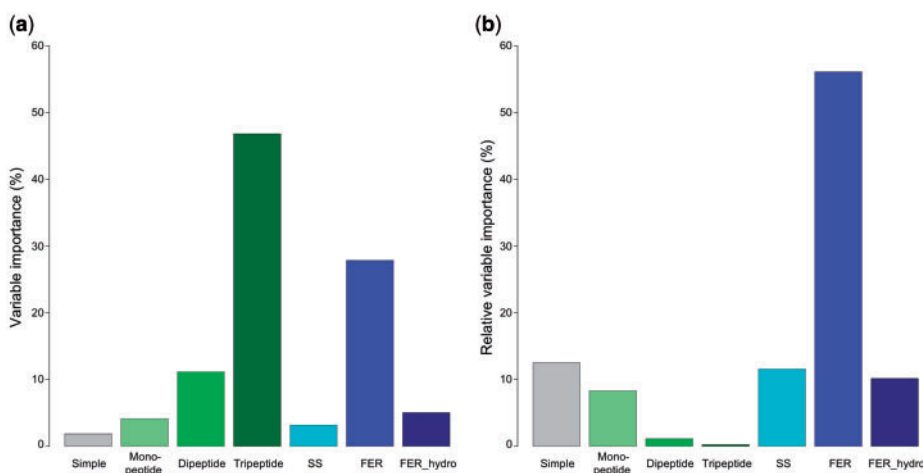 (a)
Variable importance (%)
60
50
40
30
20
10
0
Simple
Mono-
peptide
Dipeptide
Tripeptide
SS
FER
FER_hydro
(b)
Relative variable importance (%)
60
50
40
30
20
10
0
Simple
Mono-
peptide
Dipeptide
Tripeptide
SS
FER
FER_hydro